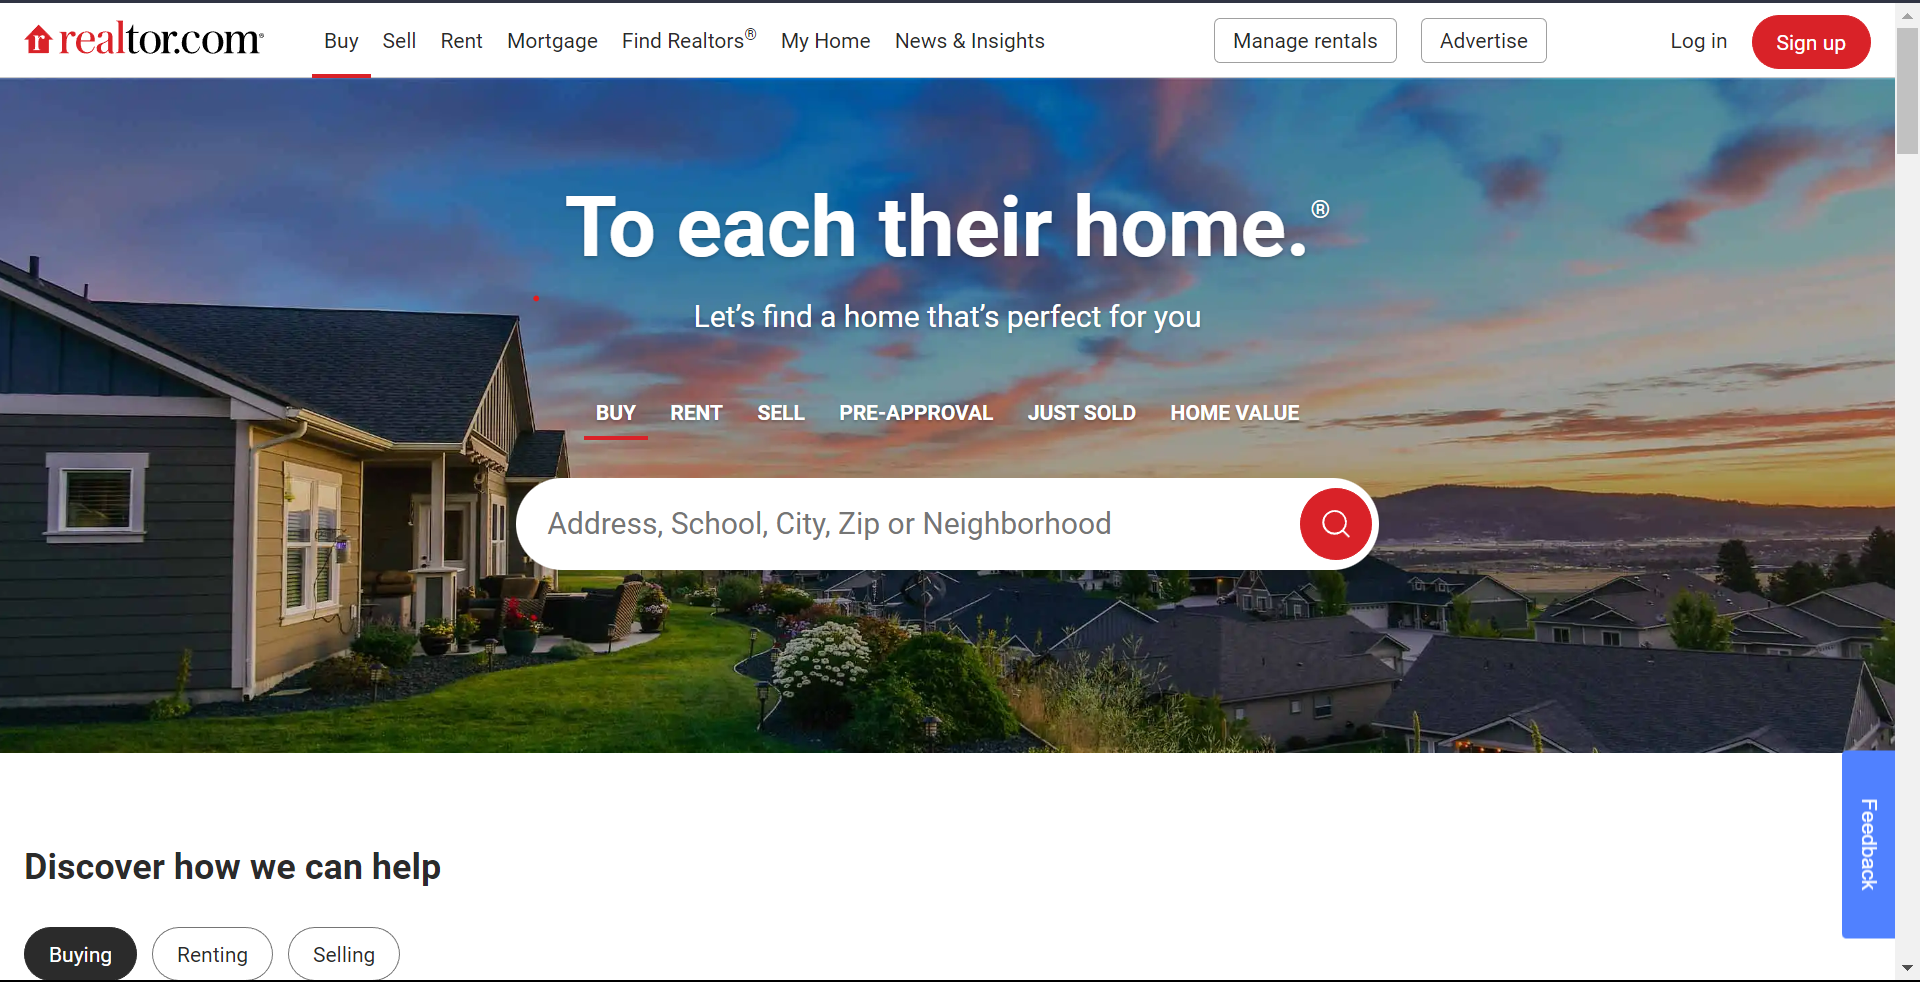 realtor.com®
Buy Sell Rent Mortgage Find Realtors® My Home News & Insights Manage rentals Advertise Log in Sign up
To each their home.®
Let's find a home that's perfect for you
BUY RENT SELL PRE-APPROVAL JUST SOLD HOME VALUE
Address, School, City, Zip or Neighborhood
Feedback
Discover how we can help
Buying Renting Selling